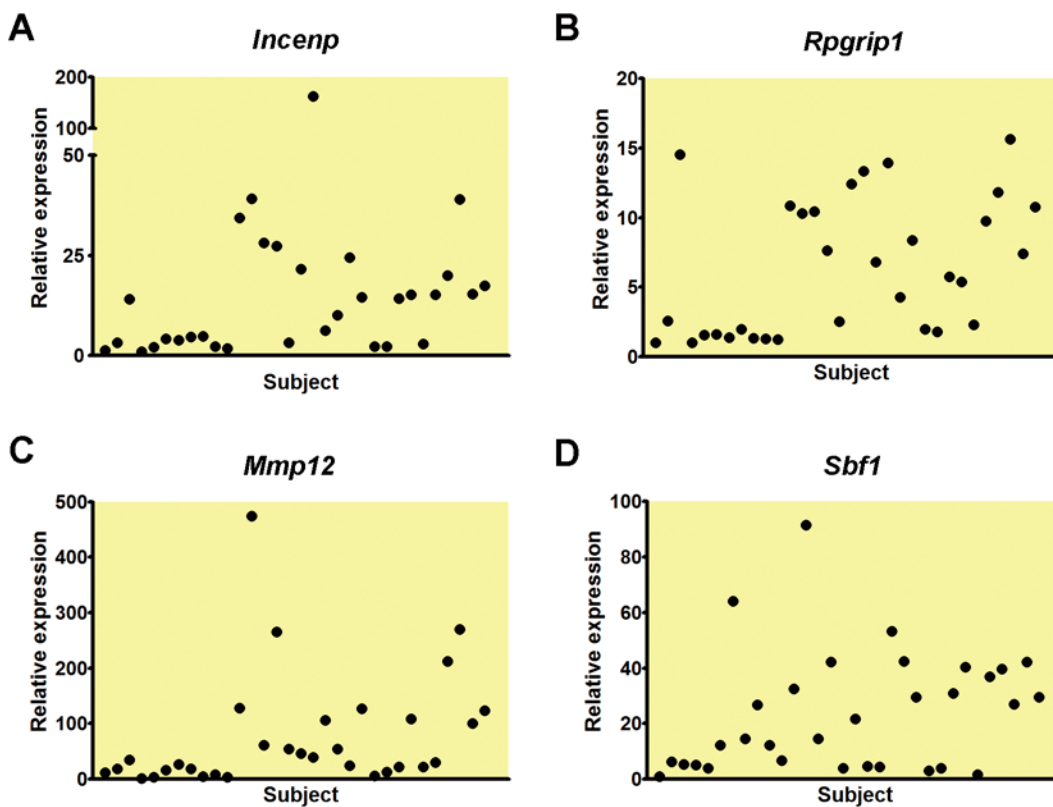 A
Incenp
200
100
50
25
0
Relative expression
Subject
B
Rpgrip1
20
15
10
5
0
Relative expression
Subject
C
Mmp12
500
400
300
200
100
0
Relative expression
Subject
D
Sbf1
100
80
60
40
20
0
Relative expression
Subject